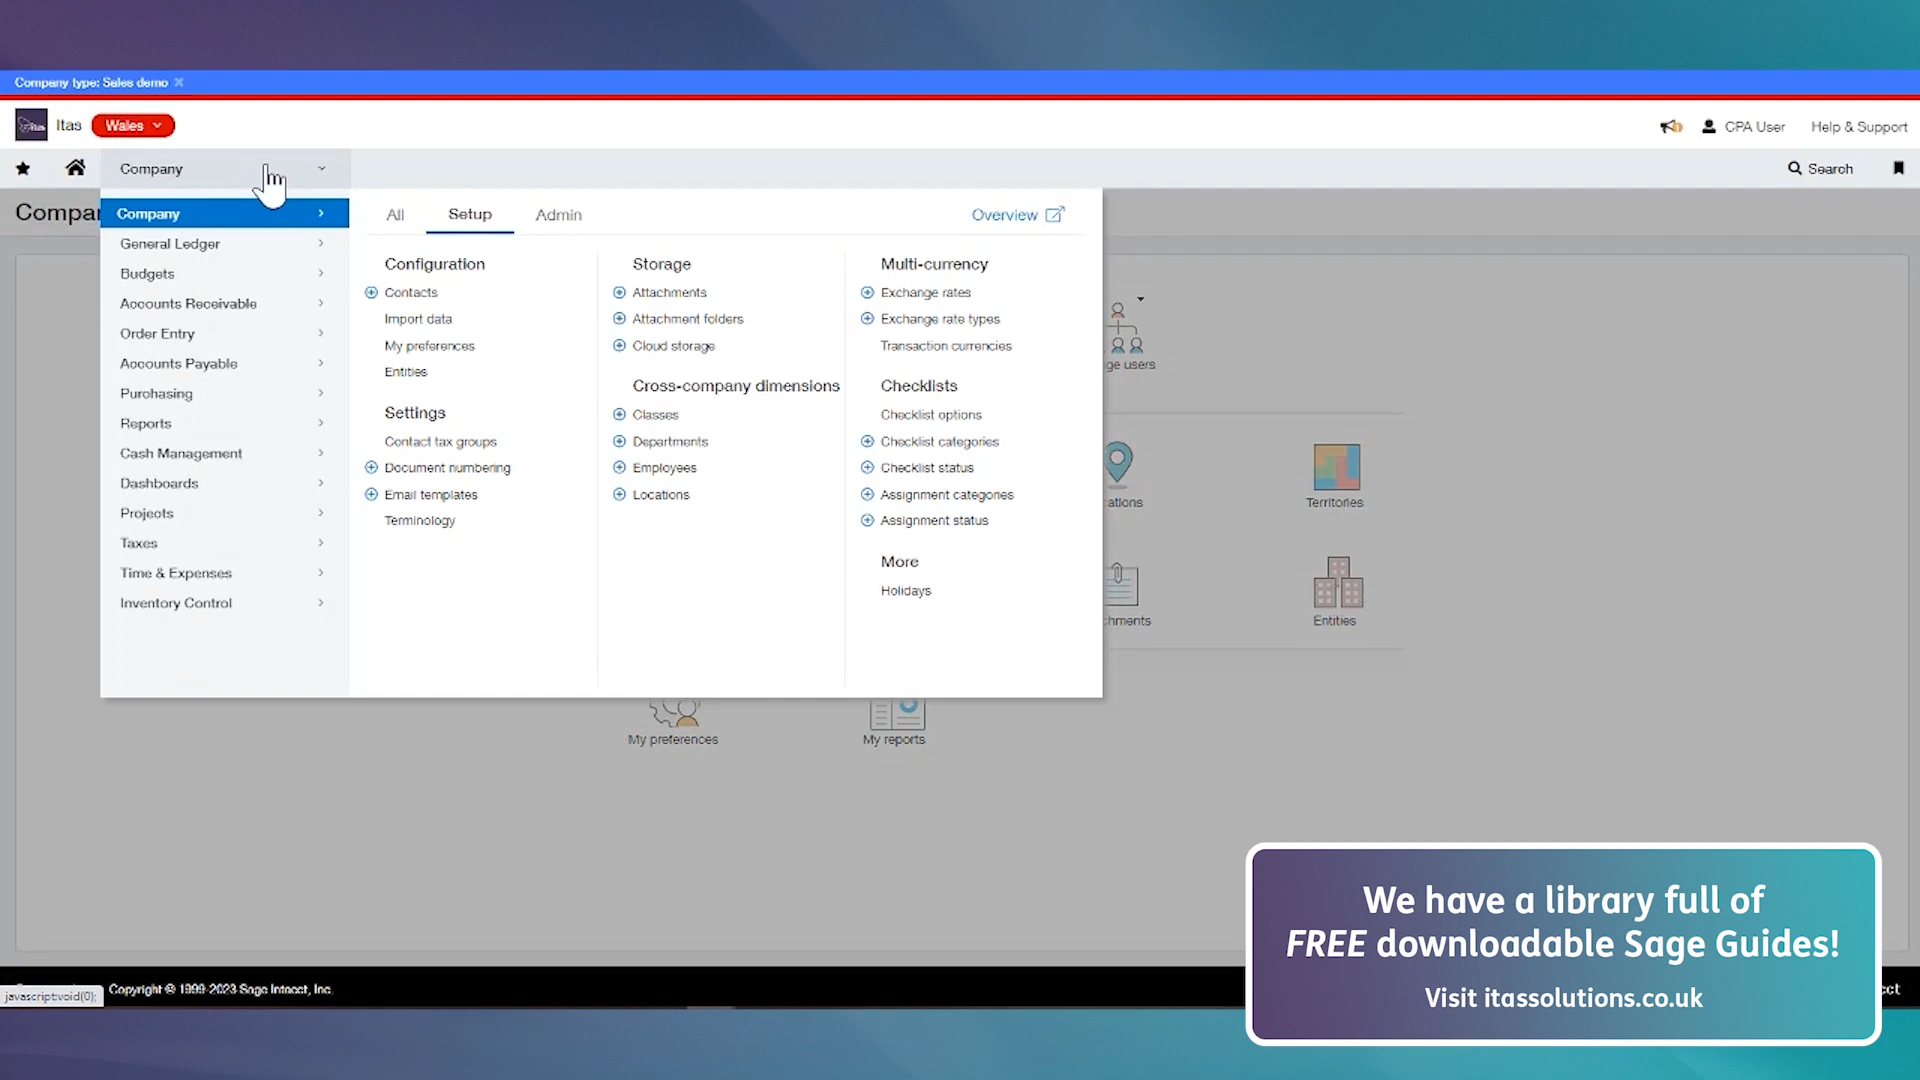 Company type: Sales demo
Itas
Wales
CPA User
Help & Support
Company
Search
Company
General Ledger
Budgets
Accounts Receivable
Order Entry
Accounts Payable
Purchasing
Reports
Cash Management
Dashboards
Projects
Taxes
Time & Expenses
Inventory Control
All
Setup
Admin
Overview
Configuration
Contacts
Import data
My preferences
Entities
Settings
Contact tax groups
Document numbering
Email templates
Terminology
Storage
Attachments
Attachment folders
Cloud storage
Cross-company dimensions
Classes
Departments
Employees
Locations
Multi-currency
Exchange rates
Exchange rate types
Transaction currencies
Checklists
Checklist options
Checklist categories
Checklist status
Assignment categories
Assignment status
More
Holidays
users
Territories
Entities
My preferences
My reports
We have a library full of
FREE downloadable Sage Guides!
Visit itassolutions.co.uk
Copyright © 1999-2023 Sage Intacct, Inc.
javascript:void(0);